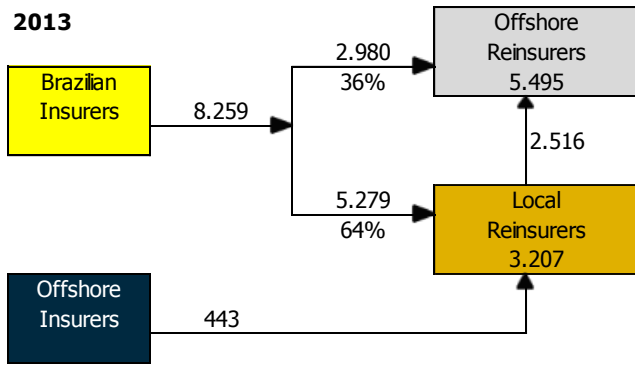 2013
Offshore
Reinsurers
5.495
2.980
36%
Brazilian
Insurers
8.259
2.516
5.279
64%
Local
Reinsurers
3.207
Offshore
Insurers
443